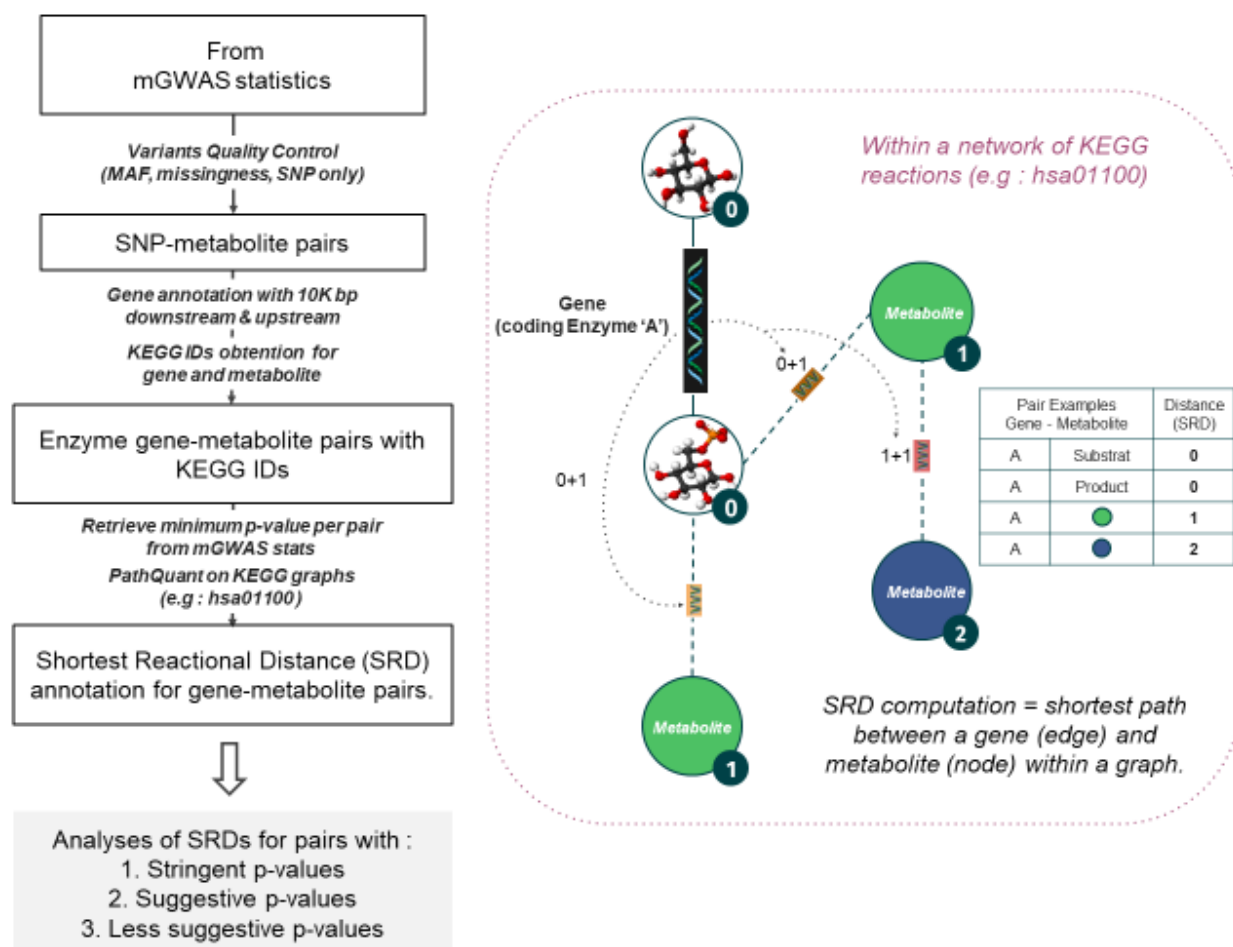 From
mGWAS statistics
Variants Quality Control
(MAF, missingness, SNP only)
SNP-metabolite pairs
Gene annotation with 10K bp
downstream & upstream
KEGG IDs obtention for
gene and metabolite
Enzyme gene-metabolite pairs with
KEGG IDs
Retrieve minimum p-value per pair
from mGWAS stats
PathQuant on KEGG graphs
(e.g : hsa01100)
Shortest Reactional Distance (SRD)
annotation for gene-metabolite pairs.
Analyses of SRDs for pairs with :
1. Stringent p-values
2. Suggestive p-values
3. Less suggestive p-values
Within a network of KEGG
reactions (e.g : hsa01100)
0
Gene
(coding Enzyme ‘A’)
Metabolite
1
0+1
0
0+1
1+1
Metabolite
2
Metabolite
1
Pair Examples
Gene - Metabolite
Distance
(SRD)
A Substrat 0
A Product 0
A 1
A 2
SRD computation = shortest path
between a gene (edge) and
metabolite (node) within a graph.